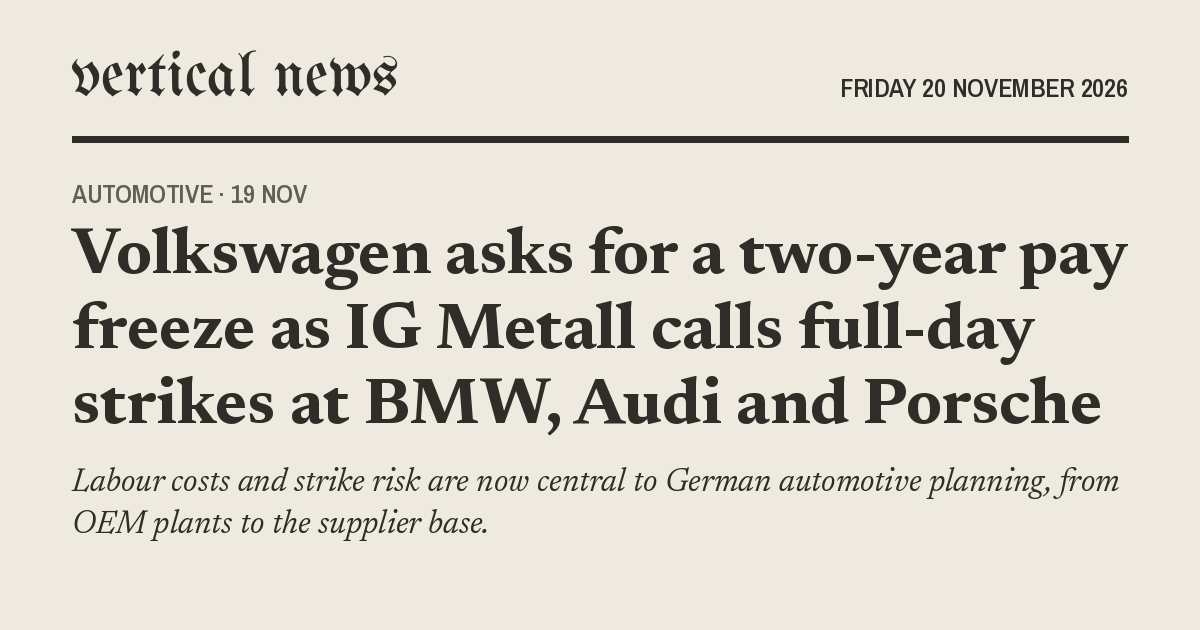 vertical news
FRIDAY 20 NOVEMBER 2026
AUTOMOTIVE · 19 NOV
Volkswagen asks for a two-year pay
freeze as IG Metall calls full-day
strikes at BMW, Audi and Porsche
Labour costs and strike risk are now central to German automotive planning, from
OEM plants to the supplier base.